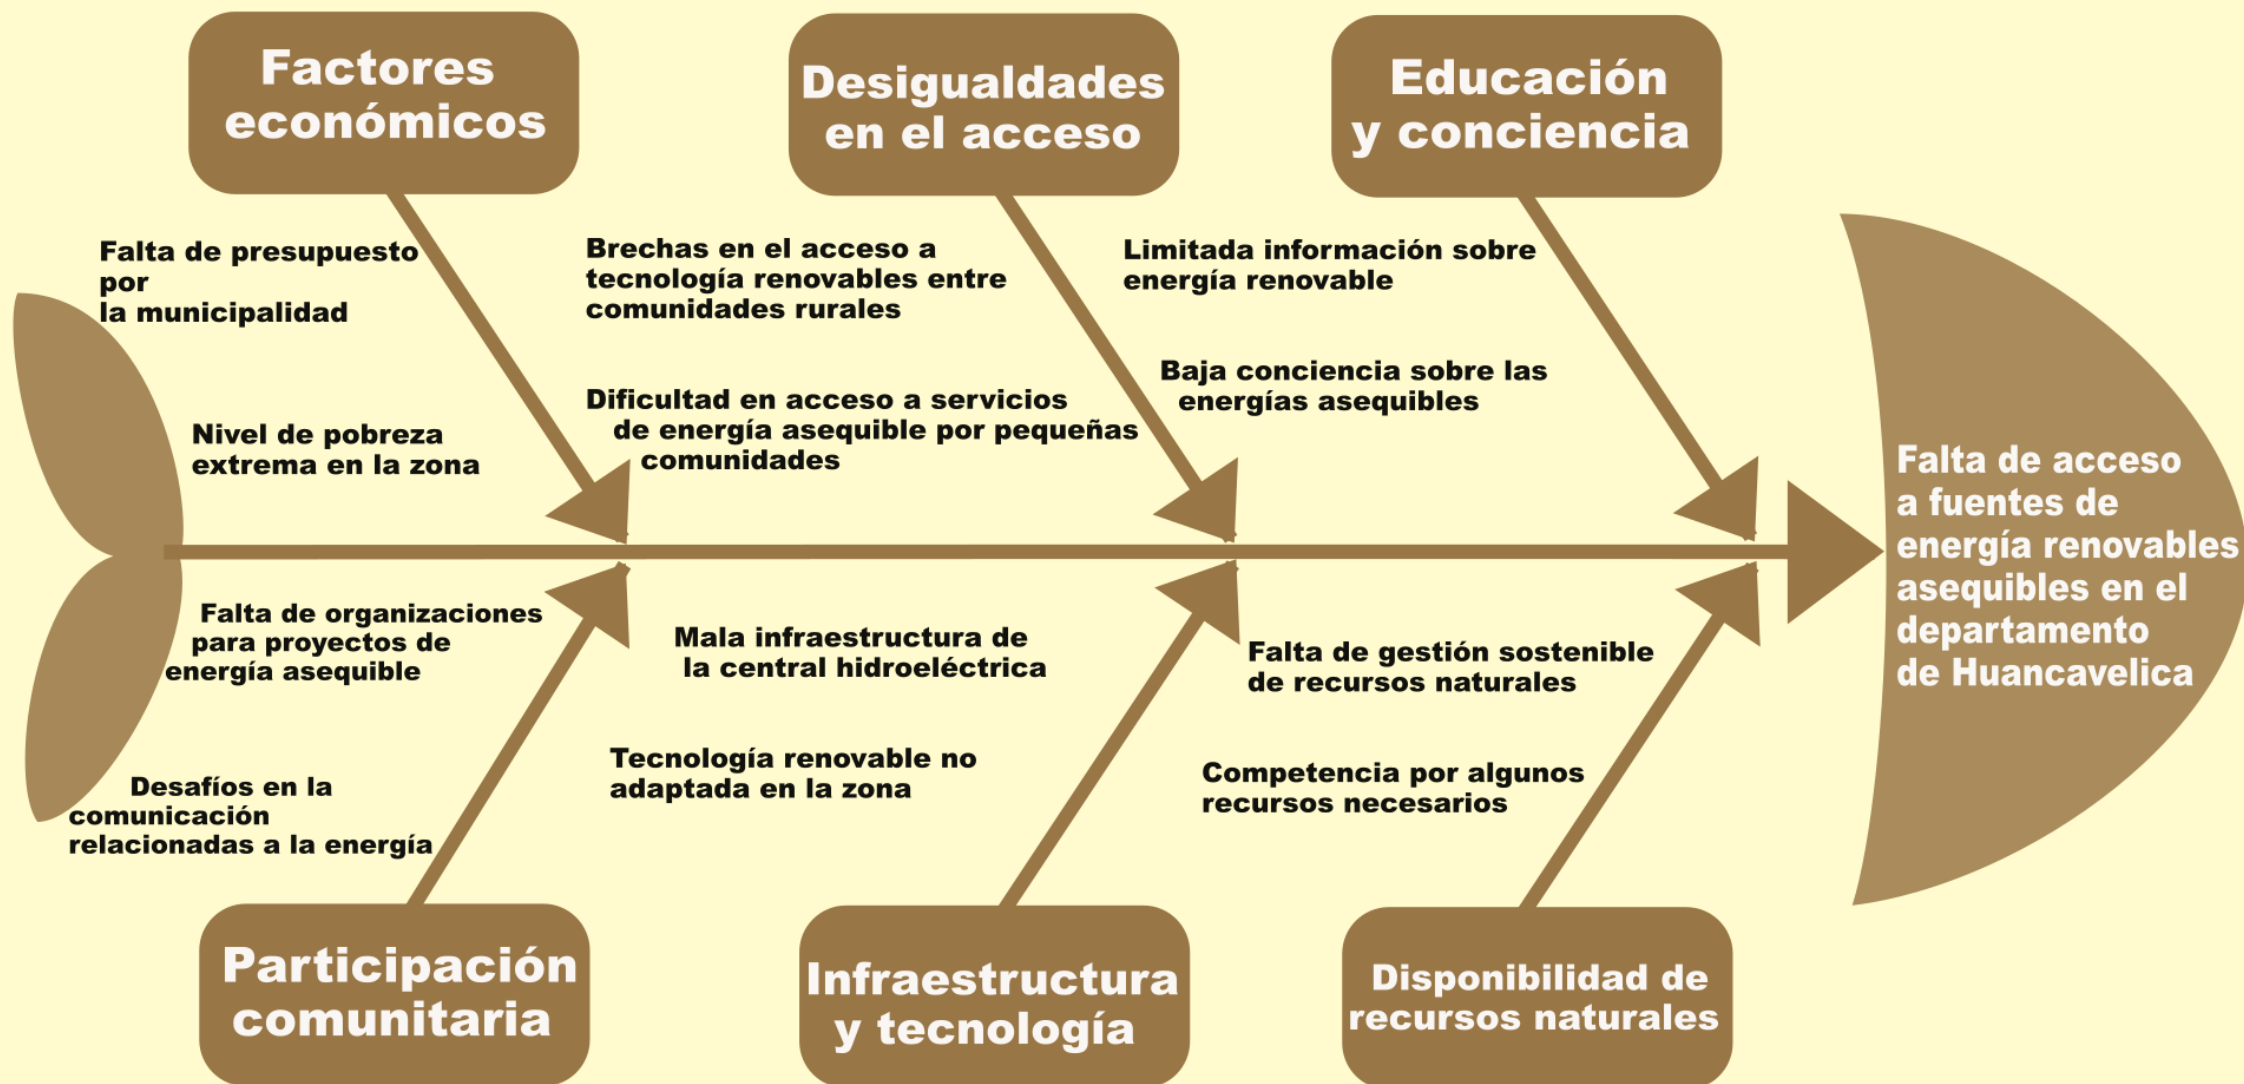 Factores
económicos
Desigualdades
en el acceso
Educación
y conciencia
Falta de presupuesto
por
la municipalidad
Nivel de pobreza
extrema en la zona
Brechas en el acceso a
tecnología renovables entre
comunidades rurales
Dificultad en acceso a servicios
de energía asequible por pequeñas
comunidades
Limitada información sobre
energía renovable
Baja conciencia sobre las
energías asequibles
Falta de acceso
a fuentes de
energía renovables
asequibles en el
departamento
de Huancavelica
Falta de organizaciones
para proyectos de
energía asequible
Desafíos en la
comunicación
relacionadas a la energía
Mala infraestructura de
la central hidroeléctrica
Tecnología renovable no
adaptada en la zona
Falta de gestión sostenible
de recursos naturales
Competencia por algunos
recursos necesarios
Participación
comunitaria
Infraestructura
y tecnología
Disponibilidad de
recursos naturales